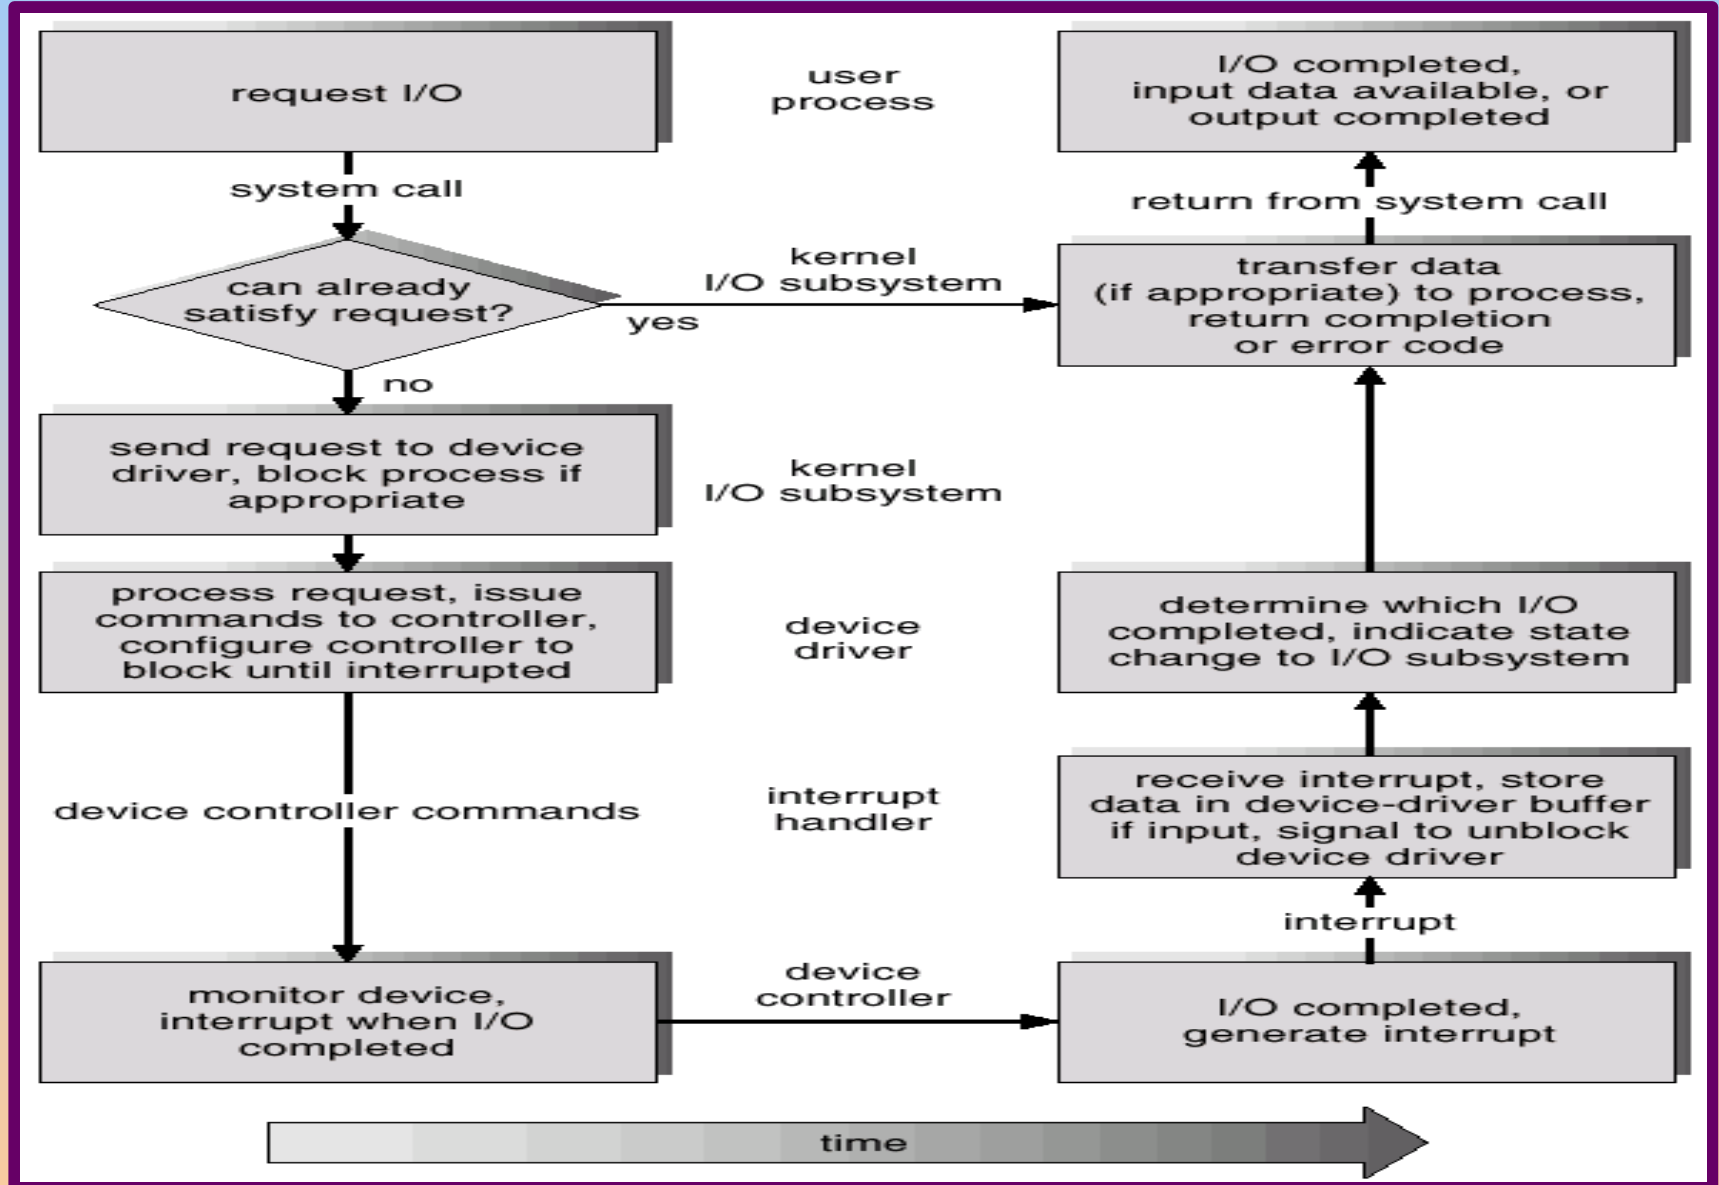 request I/O
user
process
I/O completed,
input data available, or
output completed
system call
return from system call
can already
satisfy request?
kernel
I/O subsystem
yes
transfer data
(if appropriate) to process,
return completion
or error code
no
send request to device
driver, block process if
appropriate
kernel
I/O subsystem
process request, issue
commands to controller,
configure controller to
block until interrupted
device
driver
determine which I/O
completed, indicate state
change to I/O subsystem
device controller commands
interrupt
handler
receive interrupt, store
data in device-driver buffer
if input, signal to unblock
device driver
interrupt
monitor device,
interrupt when I/O
completed
device
controller
I/O completed,
generate interrupt
time